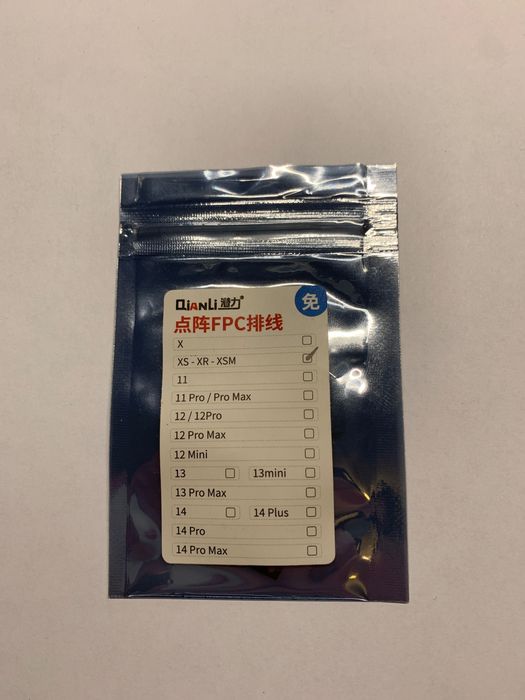 QIANLI 潜力® 免
点阵FPC排线
X
XS - XR - XSM
11
11 Pro / Pro Max
12 / 12Pro
12 Pro Max
12 Mini
13 13mini
13 Pro Max
14 14 Plus
14 Pro
14 Pro Max